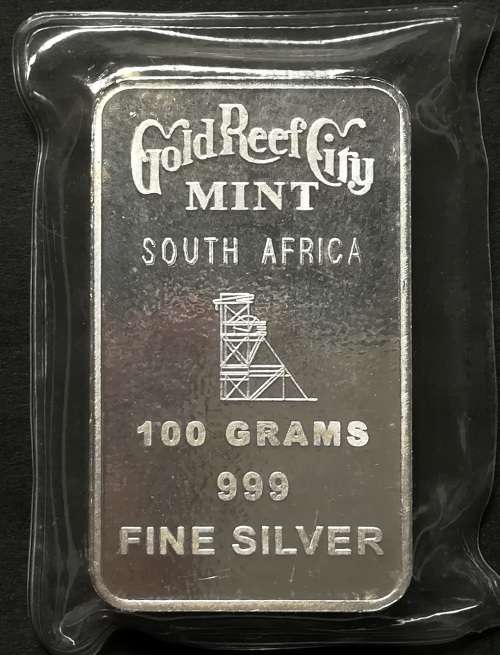 Gold Reef City
MINT
SOUTH AFRICA
100 GRAMS
999
FINE SILVER